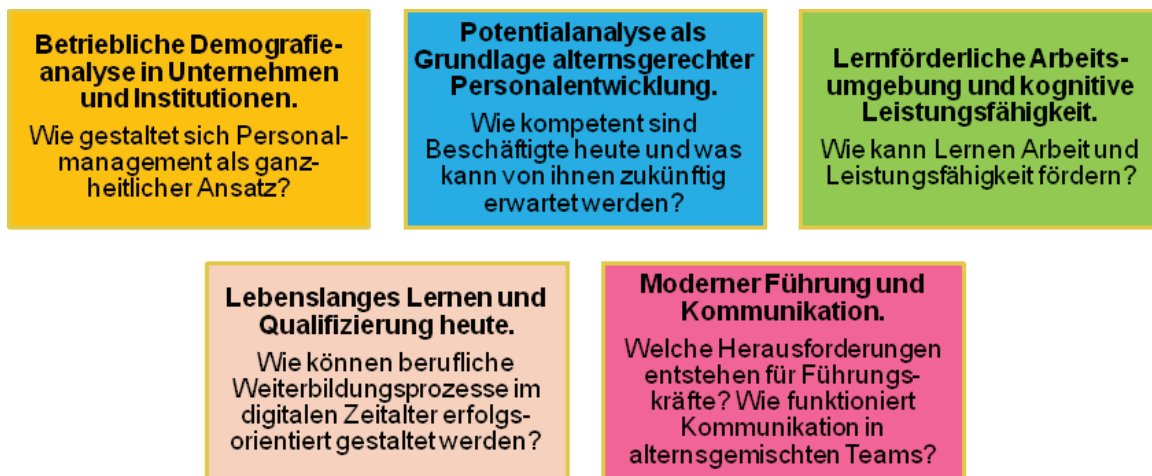 Betriebliche Demografie-
analyse in Unternehmen
und Institutionen.
Wie gestaltet sich Personal-
management als ganz-
heitlicher Ansatz?
Potentialanalyse als
Grundlage alternsgerechter
Personalentwicklung.
Wie kompetent sind
Beschäftigte heute und was
kann von ihnen zukünftig
erwartet werden?
Lernförderliche Arbeits-
umgebung und kognitive
Leistungsfähigkeit.
Wie kann Lernen Arbeit und
Leistungsfähigkeit fördern?
Lebenslanges Lernen und
Qualifizierung heute.
Wie können berufliche
Weiterbildungsprozesse im
digitalen Zeitalter erfolgs-
orientiert gestaltet werden?
Moderner Führung und
Kommunikation.
Welche Herausforderungen
entstehen für Führungs-
kräfte? Wie funktioniert
Kommunikation in
alternsgemischten Teams?